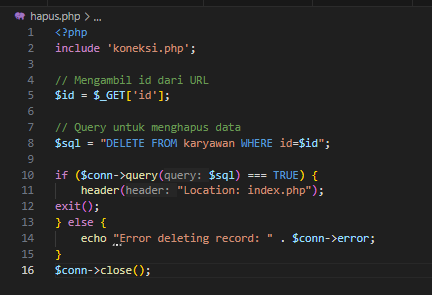 hapus.php > ...
1 <?php
2 include 'koneksi.php';
3
4 // Mengambil id dari URL
5 $id = $_GET['id'];
6
7 // Query untuk menghapus data
8 $sql = "DELETE FROM karyawan WHERE id=$id";
9
10 if ($conn->query(query: $sql) === TRUE) {
11     header(header: "Location: index.php");
12 exit();
13 } else {
14     echo "Error deleting record: " . $conn->error;
15 }
16 $conn->close();